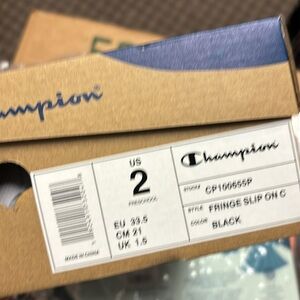 Champion
US
2
PRESCHOOL
EU 33.5
CM 21
UK 1.5
MADE IN CHINA
Champion
STOCK# CP100655P
STYLE FRINGE SLIP ON C
COLOR BLACK